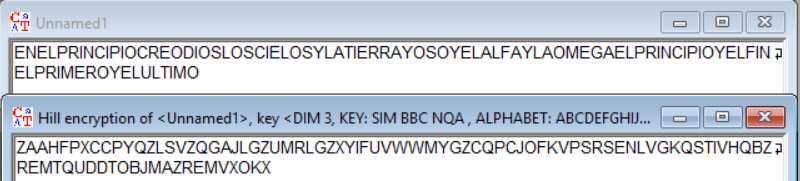 Unnamed1
ENELPRINCIPIOCREODIOSLOSCIELOSYLATIERRAYOSOYELALFAYLAOMEGAELPRINCIPIOYELFIN
ELPRIMEROYELULTIMO
Hill encryption of <Unnamed1>, key <DIM 3, KEY: SIM BBC NQA , ALPHABET: ABCDEFGHIJ...
ZAAHFPXCCPYQZLSVZQGAJLGZUMRLGZXYIFUVWWMYGZCQPCJOFKVPSRSENLVGKQSTIVHQBZ
REMTQUDDTOBJMAZREMVXOKX